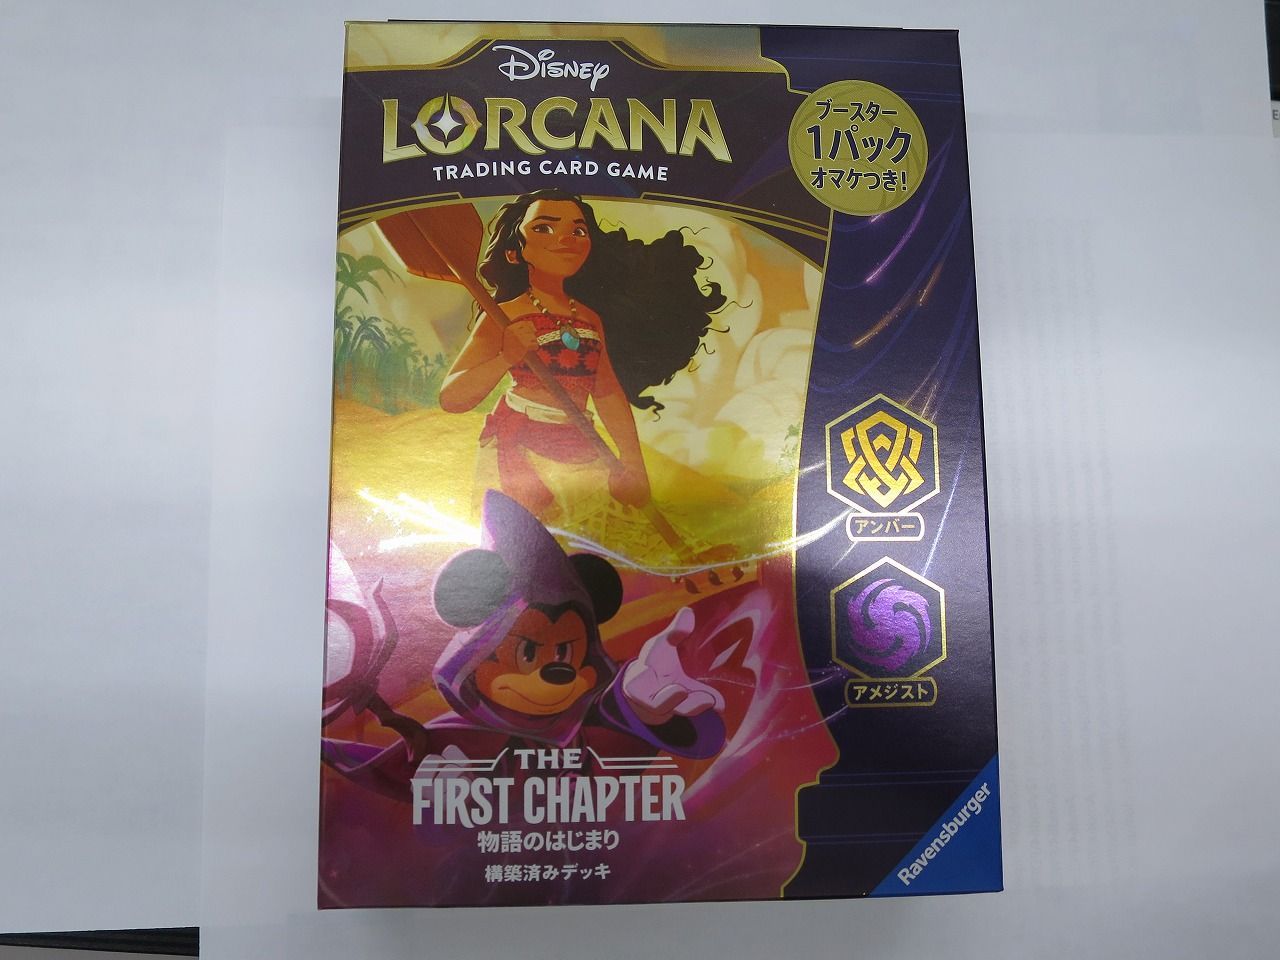 Disney
LORCANA
TRADING CARD GAME
ブースター
1パック
オマケつき!
アンバー
アメジスト
THE
FIRST CHAPTER
物語のはじまり
構築済みデッキ
Ravensburger